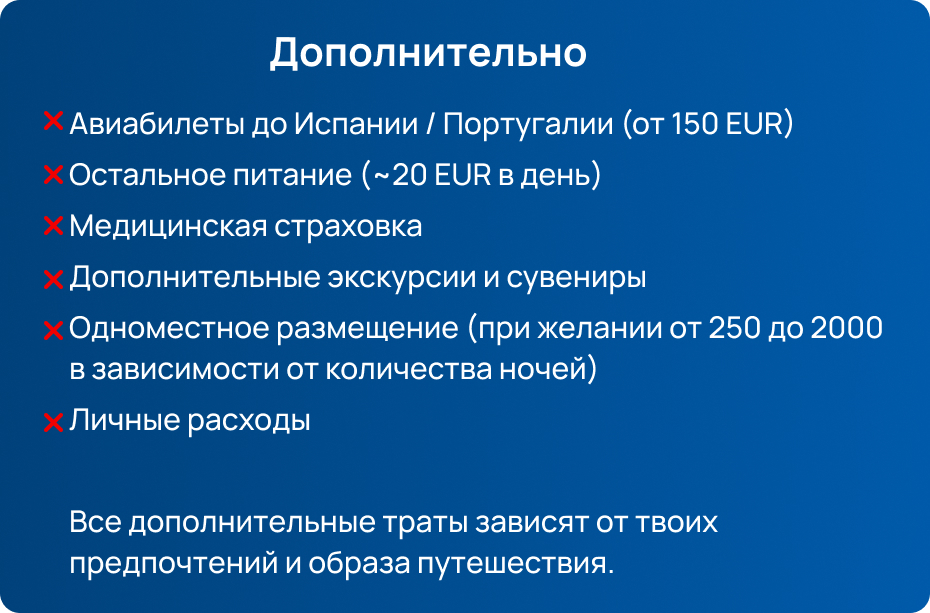 Дополнительно
Авиабилеты до Испании / Португалии (от 150 EUR)
Остальное питание (~20 EUR в день)
Медицинская страховка
Дополнительные экскурсии и сувениры
Одноместное размещение (при желании от 250 до 2000
в зависимости от количества ночей)
Личные расходы
Все дополнительные траты зависят от твоих
предпочтений и образа путешествия.